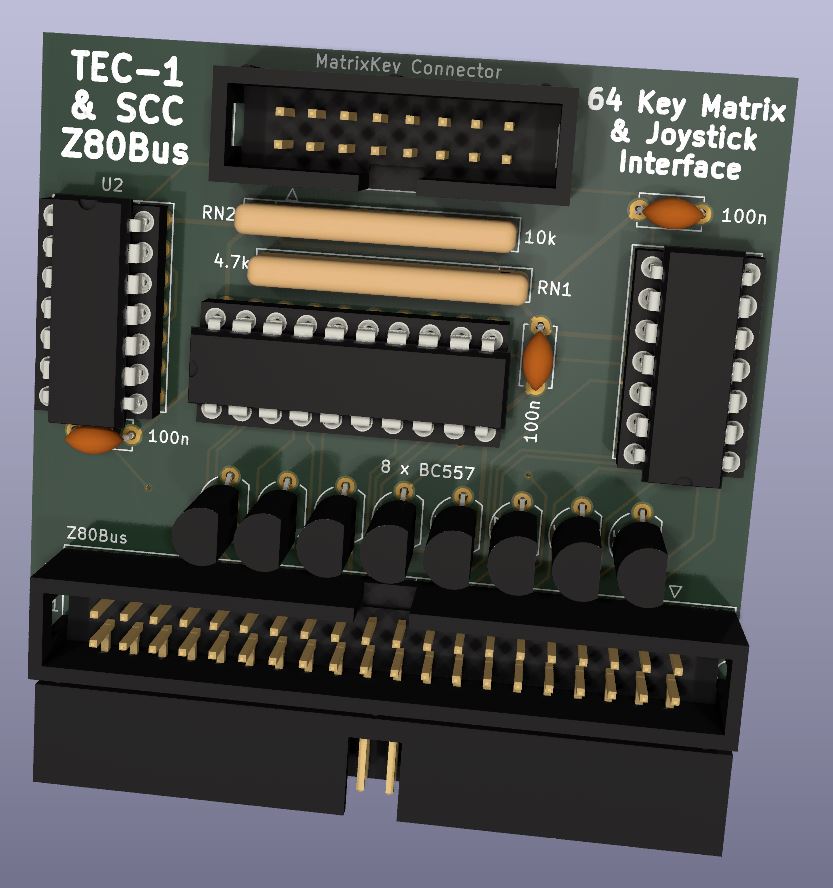 MatrixKey Connector
TEC-1
& SCC
Z80Bus
64 Key Matrix
& Joystick
Interface
U2
RN2
10k
100n
4.7k
RN1
100n
100n
8 x BC557
Z80Bus
1